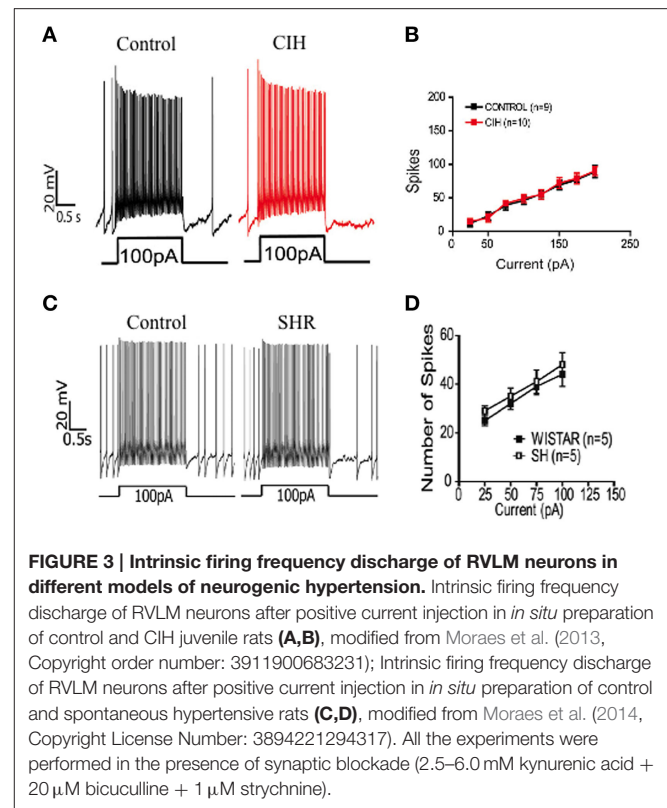 A
Control
CIH
20 mV
0.5 s
100pA
100pA
B
Spikes
200
150
100
50
0
CONTROL (n=9)
CIH (n=10)
50
150
250
Current (pA)
C
Control
SHR
20 mV
0.5s
100pA
100pA
D
Number of Spikes
60
40
20
0
WISTAR (n=5)
SH (n=5)
0 25 50 75 100 125 150
Current (pA)
FIGURE 3 | Intrinsic firing frequency discharge of RVLM neurons in
different models of neurogenic hypertension. Intrinsic firing frequency
discharge of RVLM neurons after positive current injection in in situ preparation
of control and CIH juvenile rats (A,B), modified from Moraes et al. (2013,
Copyright order number: 3911900683231); Intrinsic firing frequency discharge
of RVLM neurons after positive current injection in in situ preparation of control
and spontaneous hypertensive rats (C,D), modified from Moraes et al. (2014,
Copyright License Number: 3894221294317). All the experiments were
performed in the presence of synaptic blockade (2.5–6.0 mM kynurenic acid +
20 μM bicuculline + 1 μM strychnine).